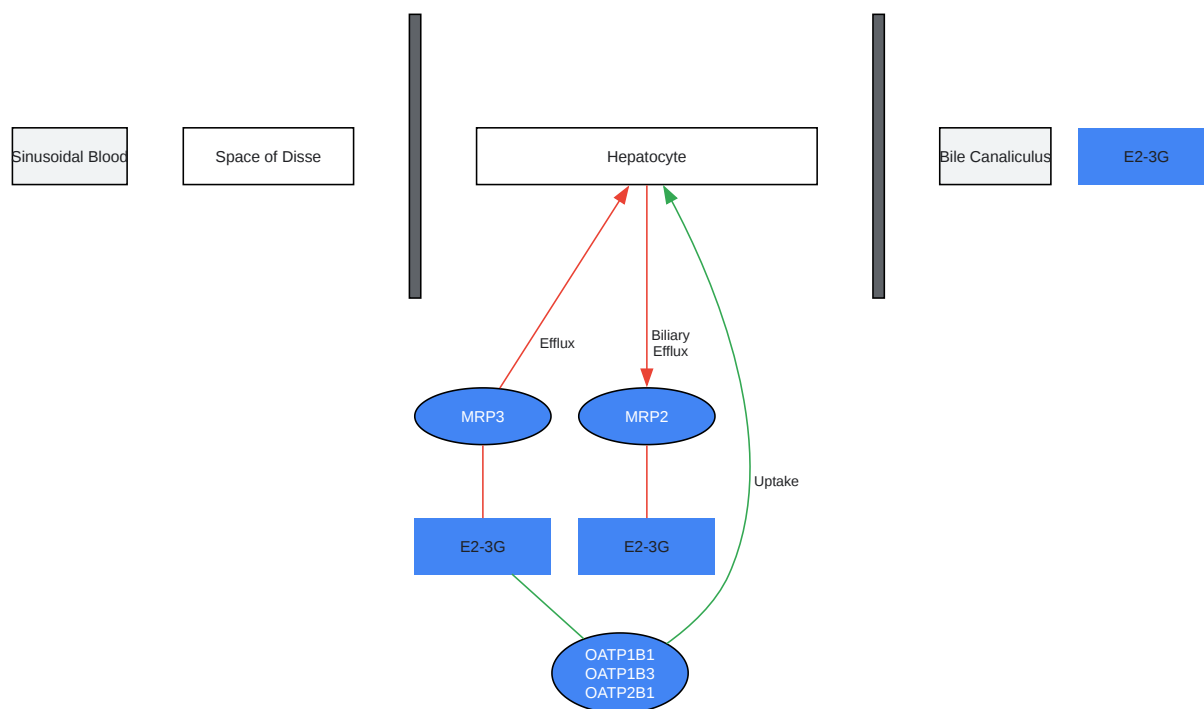 Sinusoidal Blood
Space of Disse
Hepatocyte
Bile Canaliculus
E2-3G
Efflux
Biliary
Efflux
MRP3
MRP2
Uptake
E2-3G
E2-3G
OATP1B1
OATP1B3
OATP2B1